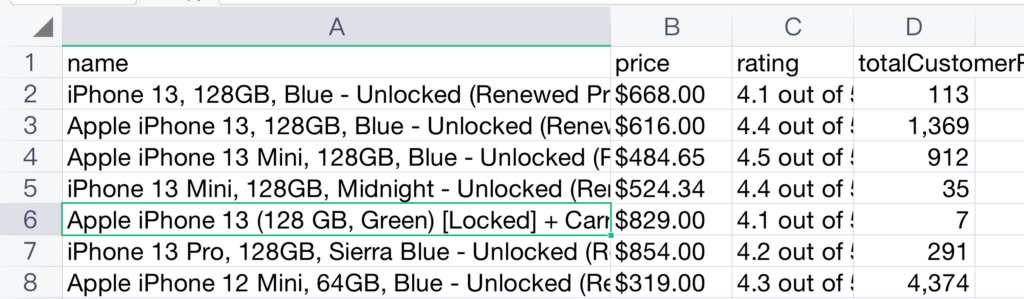 A B C D
1 name price rating totalCustomerR
2 iPhone 13, 128GB, Blue - Unlocked (Renewed Pr $668.00 4.1 out of 113
3 Apple iPhone 13, 128GB, Blue - Unlocked (Renew $616.00 4.4 out of 1,369
4 Apple iPhone 13 Mini, 128GB, Blue - Unlocked (R $484.65 4.5 out of 912
5 iPhone 13 Mini, 128GB, Midnight - Unlocked (Re $524.34 4.4 out of 35
6 Apple iPhone 13 (128 GB, Green) [Locked] + Carr $829.00 4.1 out of 7
7 iPhone 13 Pro, 128GB, Sierra Blue - Unlocked (R $854.00 4.2 out of 291
8 Apple iPhone 12 Mini, 64GB, Blue - Unlocked (Re $319.00 4.3 out of 4,374